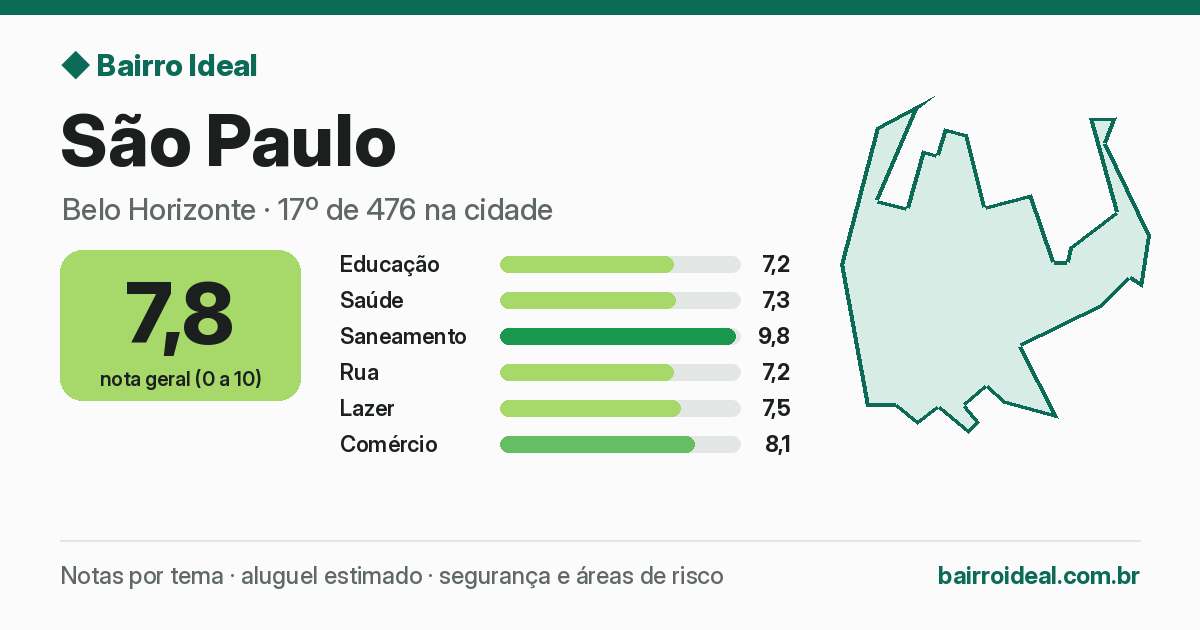 Bairro Ideal
São Paulo
Belo Horizonte · 17º de 476 na cidade
7,8
nota geral (0 a 10)
Educação 7,2
Saúde 7,3
Saneamento 9,8
Rua 7,2
Lazer 7,5
Comércio 8,1
Notas por tema · aluguel estimado · segurança e áreas de risco
bairroideal.com.br